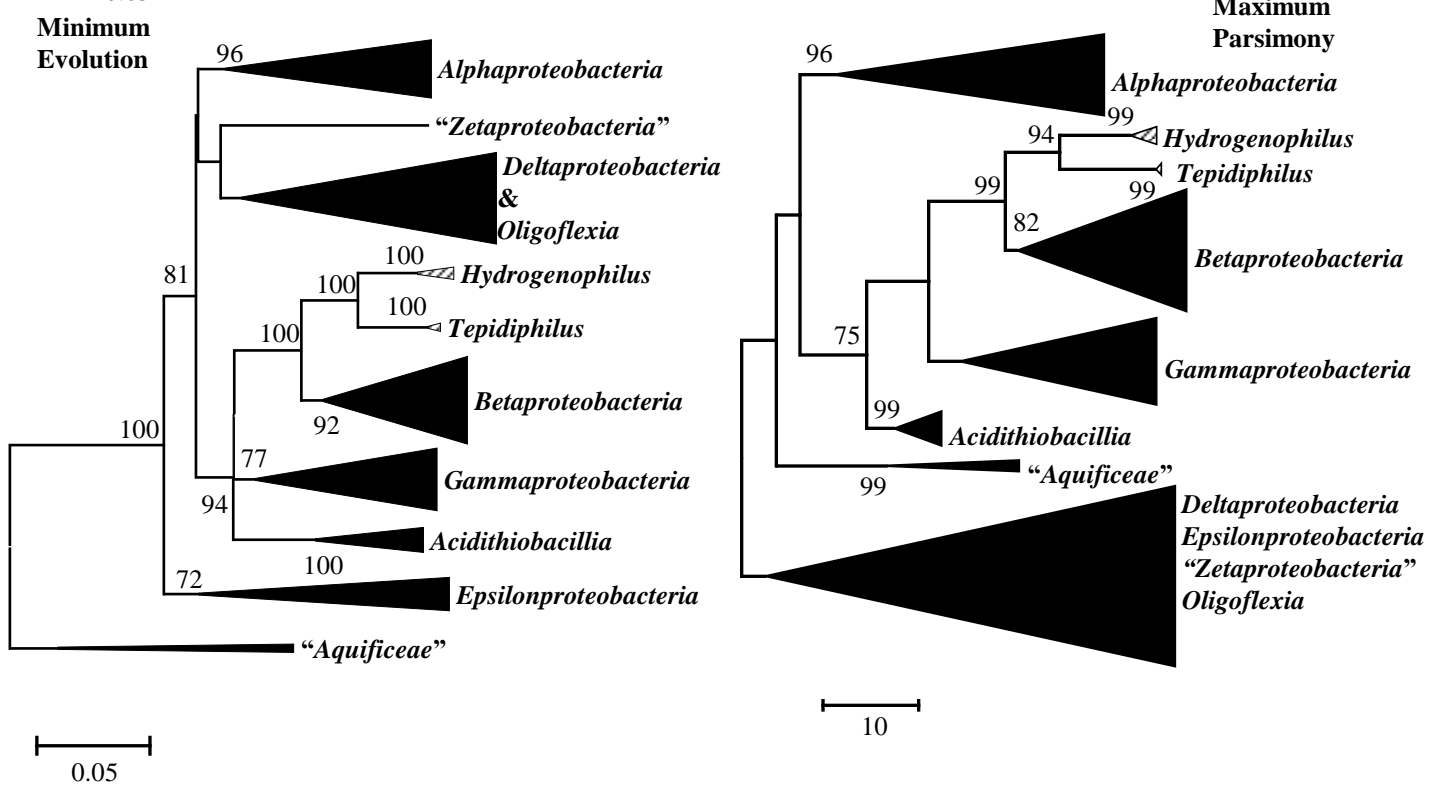 Minimum
Evolution
96
Alphaproteobacteria
“Zetaproteobacteria”
Deltaproteobacteria
&
Oligoflexia
81
100
Hydrogenophilus
100
100
Tepidiphilus
100
Betaproteobacteria
92
100
77
Gammaproteobacteria
94
Acidithiobacillia
100
72
Epsilonproteobacteria
“Aquificeae”
0.05
Maximum
Parsimony
96
Alphaproteobacteria
99
94
Hydrogenophilus
Tepidiphilus
99
99
82
Betaproteobacteria
75
Gammaproteobacteria
99
Acidithiobacillia
“Aquificeae”
99
Deltaproteobacteria
Epsilonproteobacteria
“Zetaproteobacteria”
Oligoflexia
10